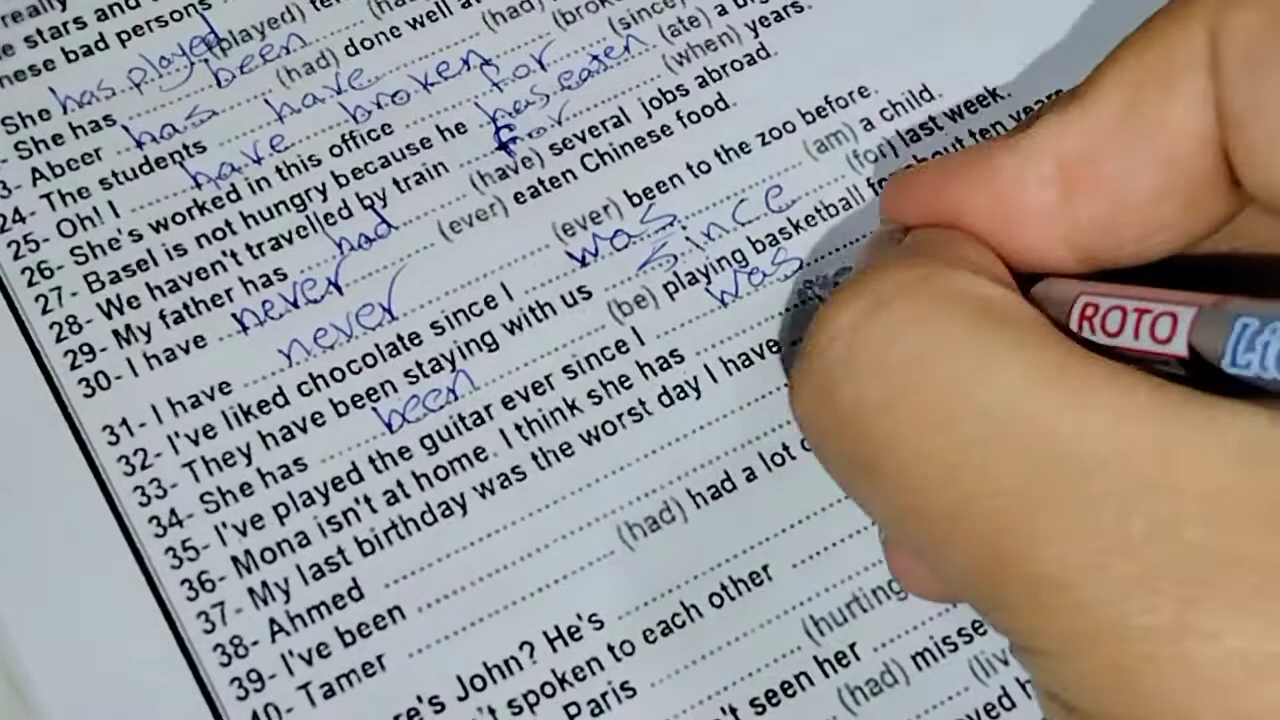 really
e stars and
nese bad persons
She has played (played)
- She has been
3- Abeer has (had) done well
24- The students have (had)
25- Oh! I have broken
26- She's worked in this office for (since)
27- Basel is not hungry because he has eaten (ate) a
28- We haven't travelled by train for (when) years.
29- My father has had (have) several jobs abroad.
30- I have never (ever) eaten Chinese food.
31- I have never (ever) been to the zoo before.
32- I've liked chocolate since I was (am) a child.
33- They have been staying with us since (for) last week.
34- She has been (be) playing basketball for about ten years
35- I've played the guitar ever since I was
36- Mona isn't at home. I think she has
37- My last birthday was the worst day I have
38- Ahmed (had) had a lot
39- I've been
40- Tamer
re's John? He's
't spoken to each other
Paris (hurting
't seen her
(had) misse
(liv
oved h
ROTO